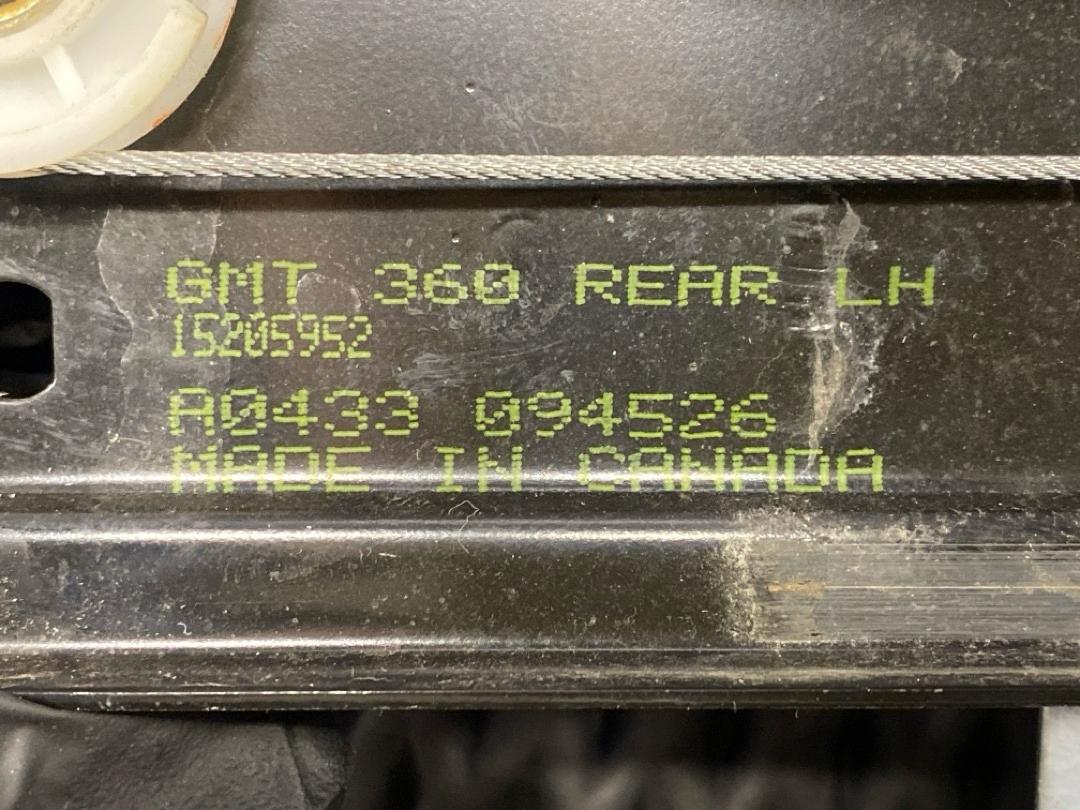 GMT 360 REAR LH
15205952
A0433 094526
MADE IN CANADA